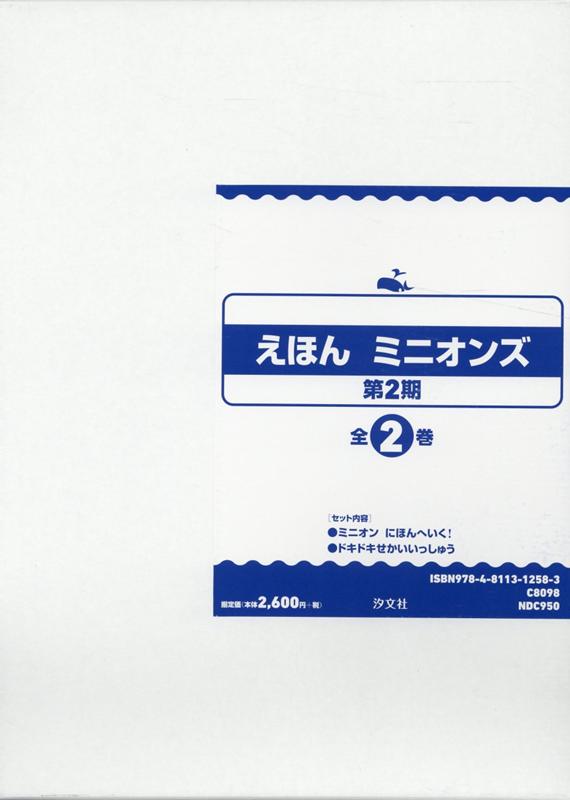 えほん ミニオンズ
第2期
全2巻
[セット内容]
●ミニオン にほんへいく!
●ドキドキせかいいっしゅう
ISBN978-4-8113-1258-3
C8098
NDC950
揃定価(本体2,600円+税)
汐文社